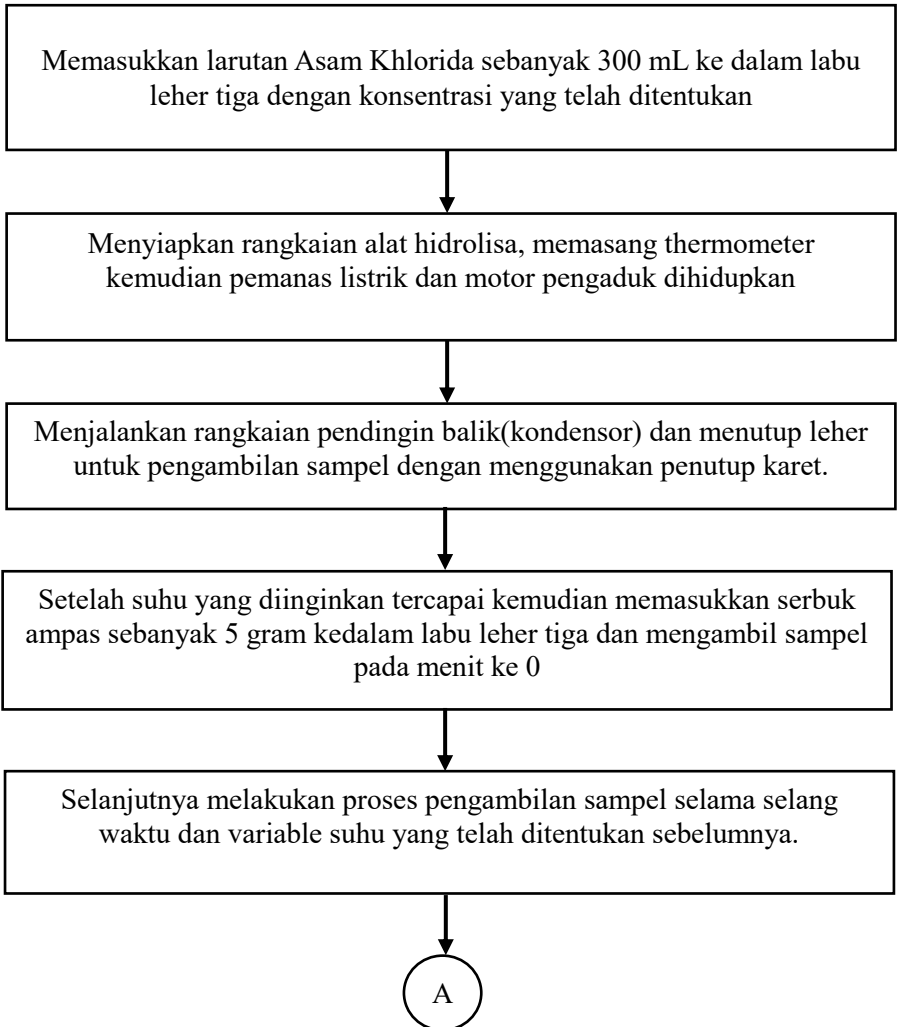 Memasukkan larutan Asam Khlorida sebanyak 300 mL ke dalam labu
leher tiga dengan konsentrasi yang telah ditentukan
Menyiapkan rangkaian alat hidrolisa, memasang thermometer
kemudian pemanas listrik dan motor pengaduk dihidupkan
Menjalankan rangkaian pendingin balik(kondensor) dan menutup leher
untuk pengambilan sampel dengan menggunakan penutup karet.
Setelah suhu yang diinginkan tercapai kemudian memasukkan serbuk
ampas sebanyak 5 gram kedalam labu leher tiga dan mengambil sampel
pada menit ke 0
Selanjutnya melakukan proses pengambilan sampel selama selang
waktu dan variable suhu yang telah ditentukan sebelumnya.
A